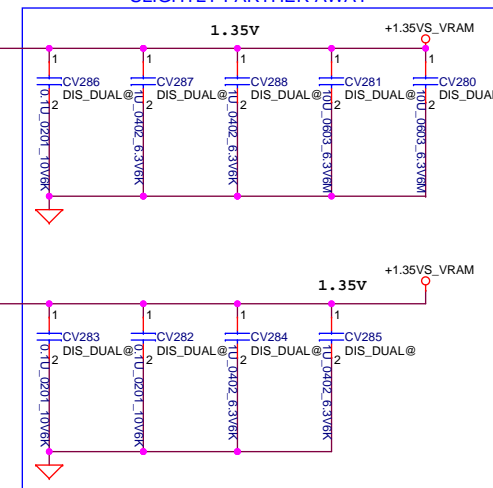 SLIGHTLY FARTHER AWAY
1.35V
+1.35VS_VRAM
1
1
1
1
1
CV286
CV287
CV288
CV281
CV280
DIS_DUAL@
DIS_DUAL@
DIS_DUAL@
DIS_DUAL@
DIS_DUAL
2
2
2
2
2
0.1U_0201_10V6K
1U_0402_6.3V6K
1U_0402_6.3V6K
10U_0603_6.3V6M
10U_0603_6.3V6M
1.35V
+1.35VS_VRAM
1
1
1
1
CV283
CV282
CV284
CV285
DIS_DUAL@
DIS_DUAL@
DIS_DUAL@
DIS_DUAL@
2
2
2
2
0.1U_0201_10V6K
0.1U_0201_10V6K
1U_0402_6.3V6K
1U_0402_6.3V6K